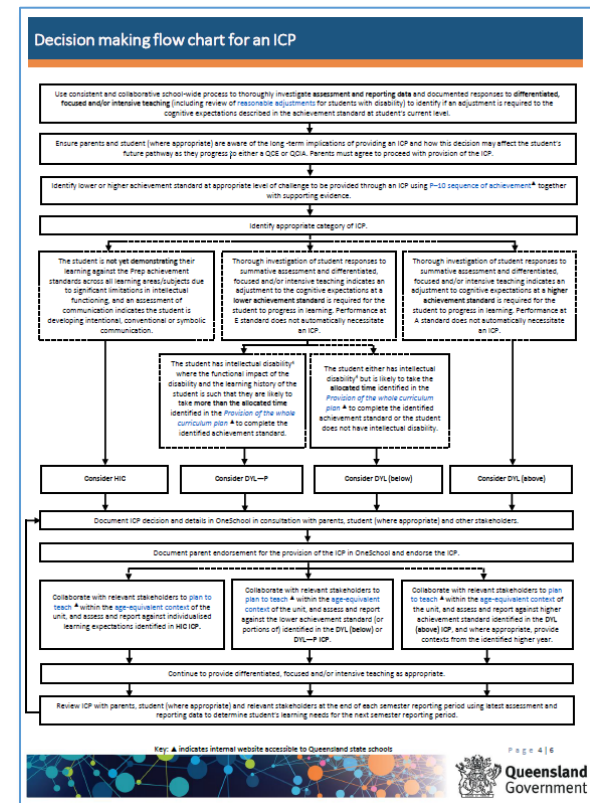 Decision making flow chart for an ICP
Use consistent and collaborative school-wide process to thoroughly investigate assessment and reporting data and documented responses to differentiated,
focused and/or intensive teaching (including review of reasonable adjustments for students with disability) to identify if an adjustment is required to the
cognitive expectations described in the achievement standard at student's current level.
Ensure parents and student (where appropriate) are aware of the long -term implications of providing an ICP and how this decision may affect the student's
future pathway as they progress to either a QCE or QCIA. Parents must agree to proceed with provision of the ICP.
Identify lower or higher achievement standard at appropriate level of challenge to be provided through an ICP using P–10 sequence of achievement▲ together
with supporting evidence.
Identify appropriate category of ICP.
The student is not yet demonstrating their
learning against the Prep achievement
standards across all learning areas/subjects due
to significant limitations in intellectual
functioning, and an assessment of
communication indicates the student is
developing intentional, conventional or symbolic
communication.
Thorough investigation of student responses to
summative assessment and differentiated,
focused and/or intensive teaching indicates an
adjustment to the cognitive expectations at a
lower achievement standard is required for the
student to progress in learning. Performance at
E standard does not automatically necessitate
an ICP.
Thorough investigation of student responses to
summative assessment and differentiated,
focused and/or intensive teaching indicates an
adjustment to cognitive expectations at a higher
achievement standard is required for the
student to progress in learning. Performance at
A standard does not automatically necessitate
an ICP.
The student has intellectual disability
where the functional impact of the
disability and the learning history of the
student is such that they are likely to
take more than the allocated time
identified in the Provision of the whole
curriculum plan ▲ to complete the
identified achievement standard.
The student either has intellectual
disability but is likely to take the
allocated time identified in the
Provision of the whole curriculum
plan ▲ to complete the identified
achievement standard or the student
does not have intellectual disability.
Consider HIC
Consider DYL—P
Consider DYL (below)
Consider DYL (above)
Document ICP decision and details in OneSchool in consultation with parents, student (where appropriate) and other stakeholders.
Document parent endorsement for the provision of the ICP in OneSchool and endorse the ICP.
Collaborate with relevant stakeholders to plan to
teach ▲ within the age-equivalent context of the
unit, and assess and report against individualised
learning expectations identified in HIC ICP.
Collaborate with relevant stakeholders to
plan to teach ▲ within the age-equivalent
context of the unit, and assess and report
against the lower achievement standard (or
portions of) identified in the DYL (below) or
DYL—P ICP.
Collaborate with relevant stakeholders to plan
to teach ▲ within the age-equivalent context of
the unit, and assess and report against higher
achievement standard identified in the DYL
(above) ICP, and where appropriate, provide
contexts from the identified higher year.
Continue to provide differentiated, focused and/or intensive teaching as appropriate.
Review ICP with parents, student (where appropriate) and relevant stakeholders at the end of each semester reporting period using latest assessment and
reporting data to determine student's learning needs for the next semester reporting period.
Key: ▲ indicates internal website accessible to Queensland state schools
Page 4 | 6
Queensland
Government